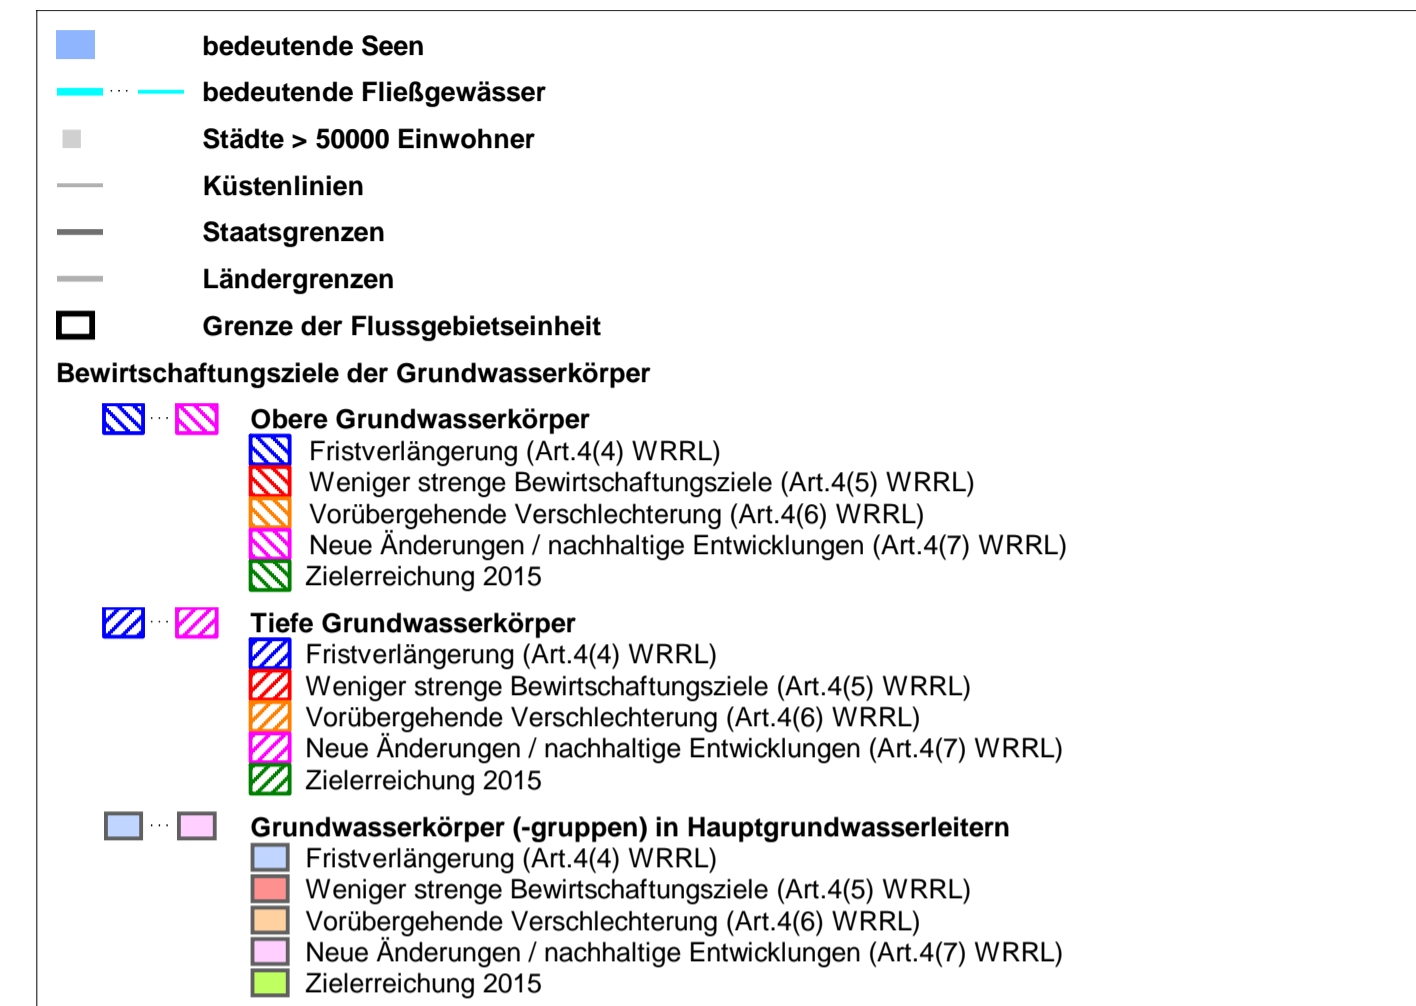 bedeutende Seen
bedeutende Fließgewässer
Städte > 50000 Einwohner
Küstenlinien
Staatsgrenzen
Ländergrenzen
Grenze der Flussgebietseinheit
Bewirtschaftungsziele der Grundwasserkörper
Obere Grundwasserkörper
Fristverlängerung (Art.4(4) WRRL)
Weniger strenge Bewirtschaftungsziele (Art.4(5) WRRL)
Vorübergehende Verschlechterung (Art.4(6) WRRL)
Neue Änderungen / nachhaltige Entwicklungen (Art.4(7) WRRL)
Zielerreichung 2015
Tiefe Grundwasserkörper
Fristverlängerung (Art.4(4) WRRL)
Weniger strenge Bewirtschaftungsziele (Art.4(5) WRRL)
Vorübergehende Verschlechterung (Art.4(6) WRRL)
Neue Änderungen / nachhaltige Entwicklungen (Art.4(7) WRRL)
Zielerreichung 2015
Grundwasserkörper (-gruppen) in Hauptgrundwasserleitern
Fristverlängerung (Art.4(4) WRRL)
Weniger strenge Bewirtschaftungsziele (Art.4(5) WRRL)
Vorübergehende Verschlechterung (Art.4(6) WRRL)
Neue Änderungen / nachhaltige Entwicklungen (Art.4(7) WRRL)
Zielerreichung 2015